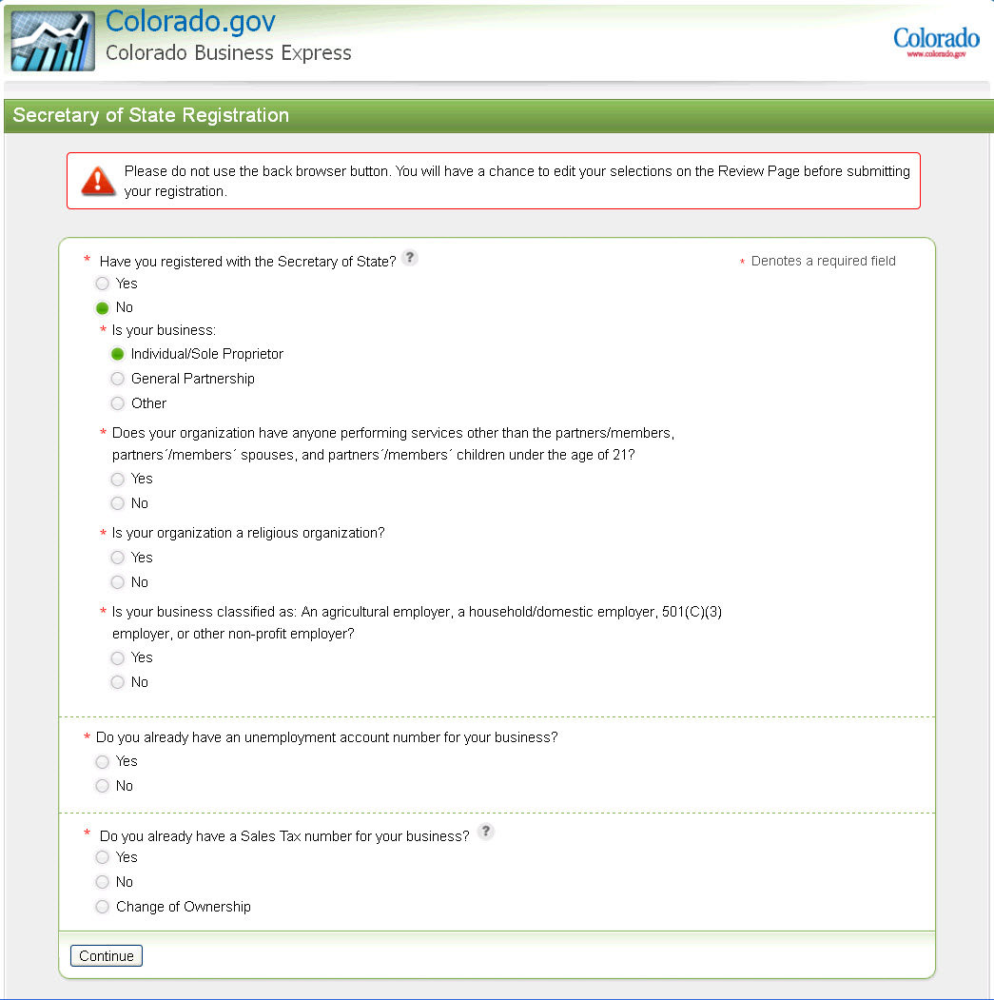 Colorado.gov
Colorado Business Express
Colorado
www.colorado.gov
Secretary of State Registration
Please do not use the back browser button. You will have a chance to edit your selections on the Review Page before submitting
your registration.
* Have you registered with the Secretary of State? ?
* Denotes a required field
Yes
No
* Is your business:
Individual/Sole Proprietor
General Partnership
Other
* Does your organization have anyone performing services other than the partners/members,
partners´/members´ spouses, and partners´/members´ children under the age of 21?
Yes
No
* Is your organization a religious organization?
Yes
No
* Is your business classified as: An agricultural employer, a household/domestic employer, 501(C)(3)
employer, or other non-profit employer?
Yes
No
* Do you already have an unemployment account number for your business?
Yes
No
* Do you already have a Sales Tax number for your business? ?
Yes
No
Change of Ownership
Continue